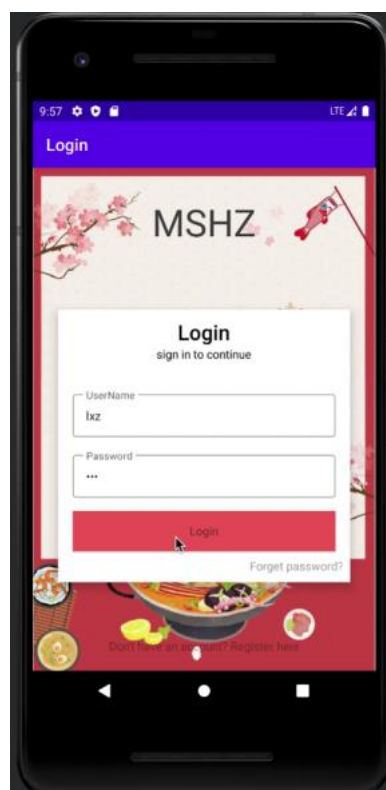 9:57 LTE
Login
MSHZ
Login
sign in to continue
UserName
lxz
Password
•••
Login
Forget password?
Don't have an account? Register here